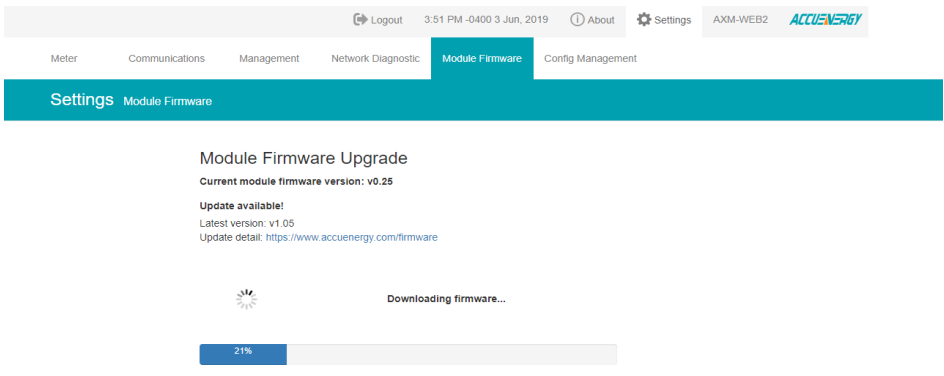 Logout 3:51 PM -0400 3 Jun, 2019 About Settings AXM-WEB2 ACCUENERGY
Meter Communications Management Network Diagnostic Module Firmware Config Management
Settings Module Firmware
Module Firmware Upgrade
Current module firmware version: v0.25
Update available!
Latest version: v1.05
Update detail: https://www.accuenergy.com/firmware
Downloading firmware...
21%